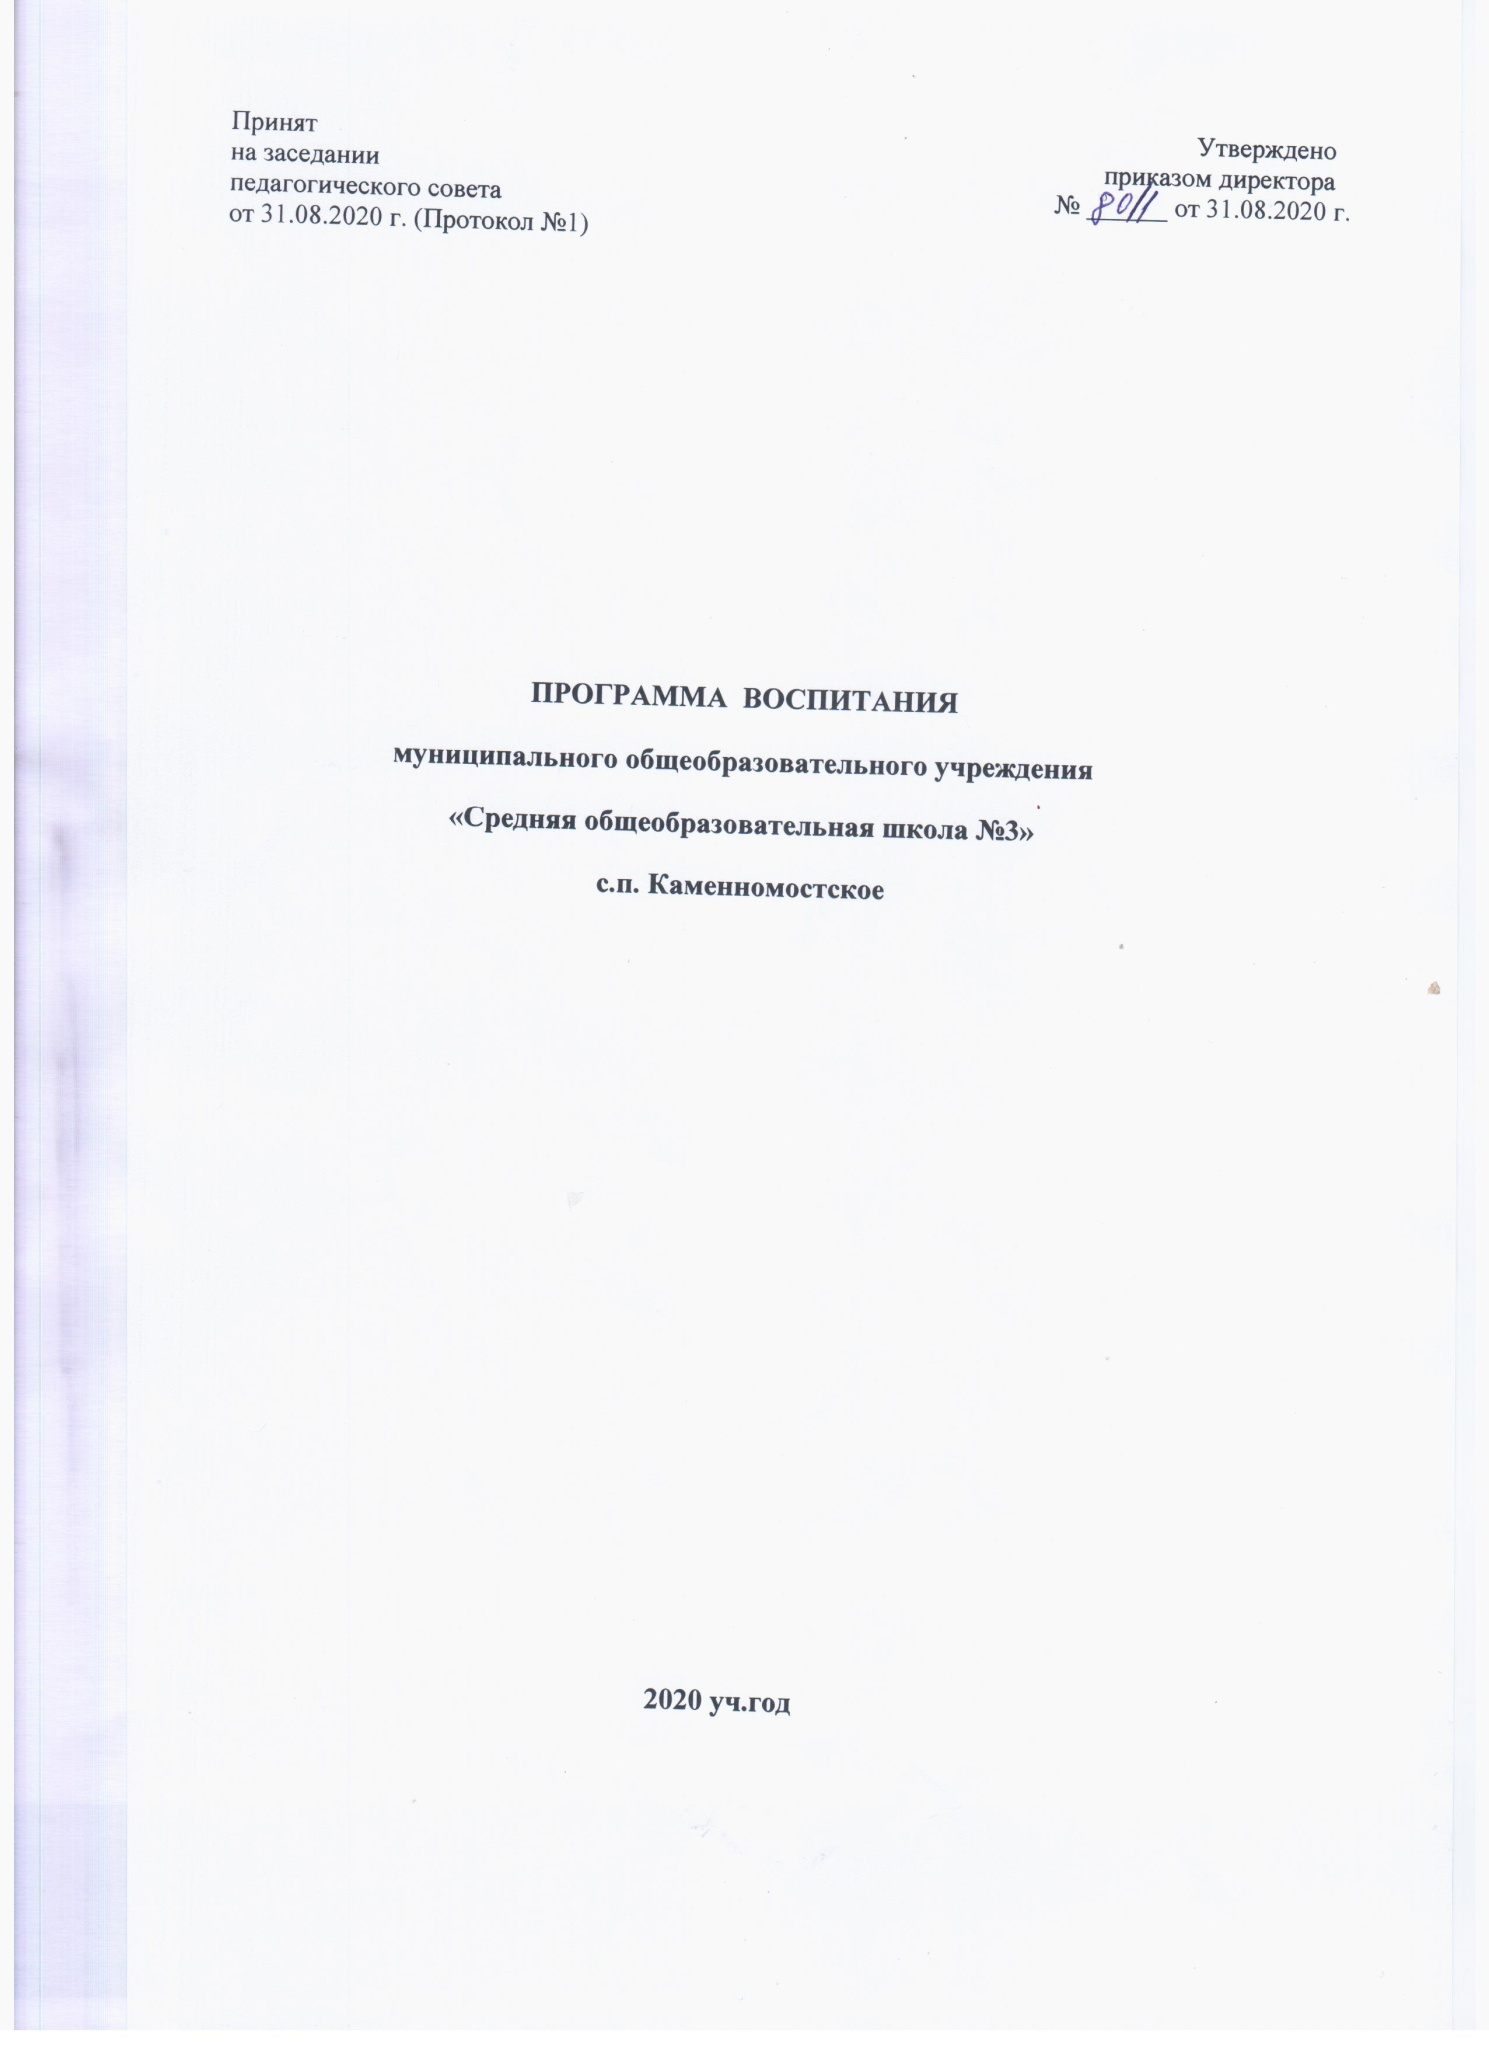 Принят
на заседании
педагогического совета
от 31.08.2020 г. (Протокол №1)
Утверждено
приказом директора
№ 80// от 31.08.2020 г.
ПРОГРАММА ВОСПИТАНИЯ
муниципального общеобразовательного учреждения
«Средняя общеобразовательная школа №3»
с.п. Каменномостское
2020 уч.год